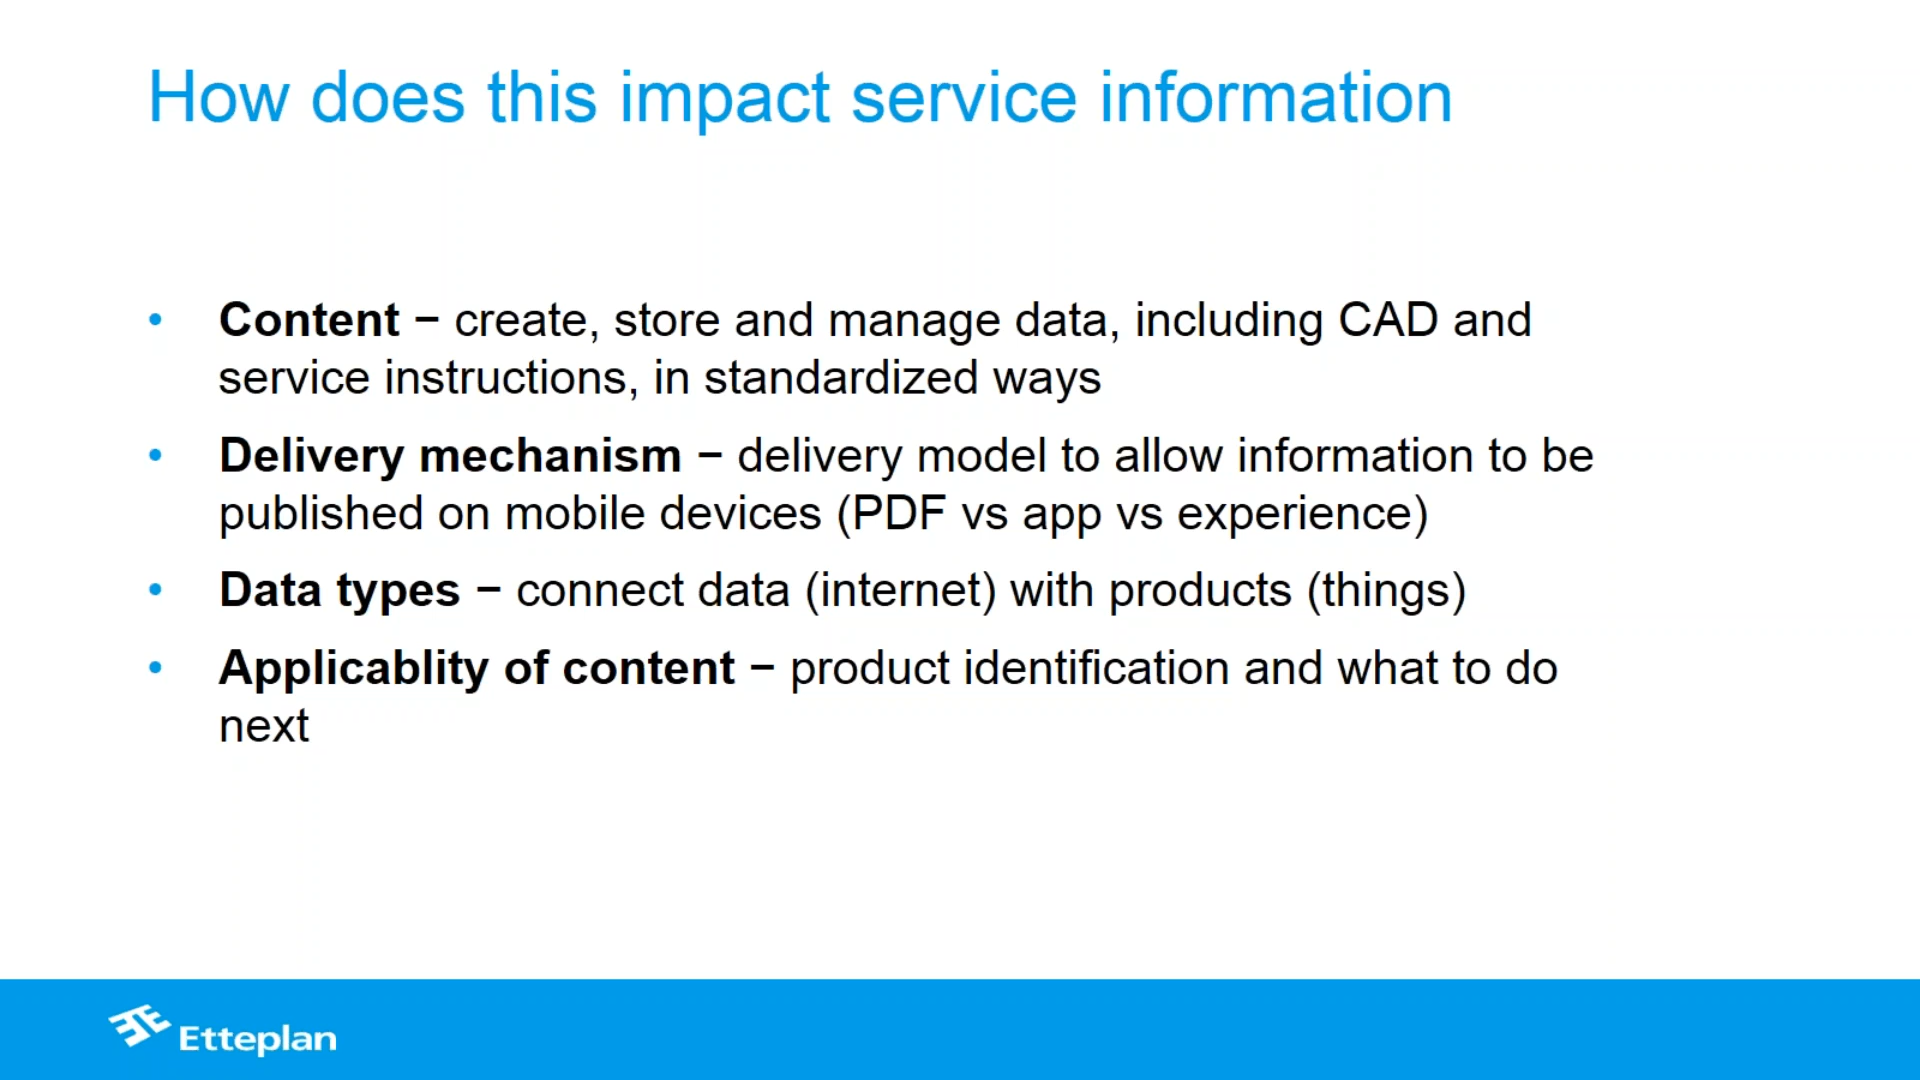 How does this impact service information
• Content – create, store and manage data, including CAD and
service instructions, in standardized ways
• Delivery mechanism – delivery model to allow information to be
published on mobile devices (PDF vs app vs experience)
• Data types – connect data (internet) with products (things)
• Applicablity of content – product identification and what to do
next
Etteplan